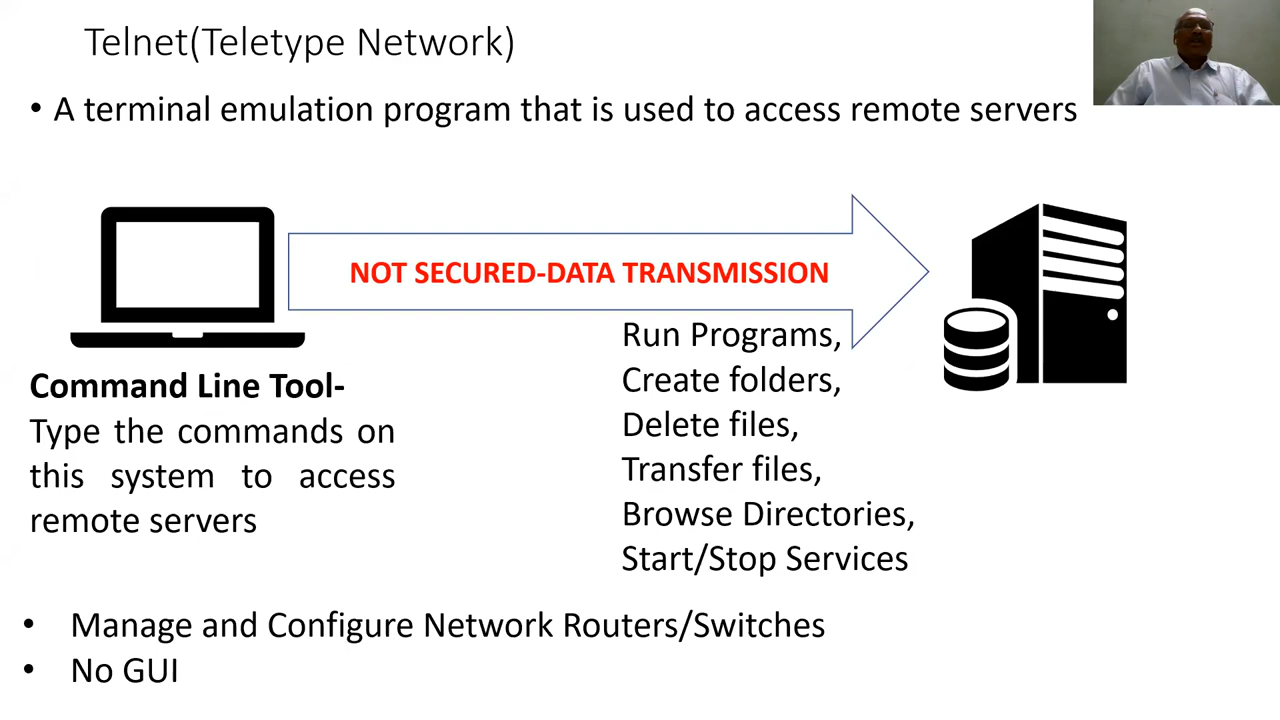 Telnet(Teletype Network)
• A terminal emulation program that is used to access remote servers
NOT SECURED-DATA TRANSMISSION
Command Line Tool-
Type the commands on
this system to access
remote servers
Run Programs,
Create folders,
Delete files,
Transfer files,
Browse Directories,
Start/Stop Services
• Manage and Configure Network Routers/Switches
• No GUI